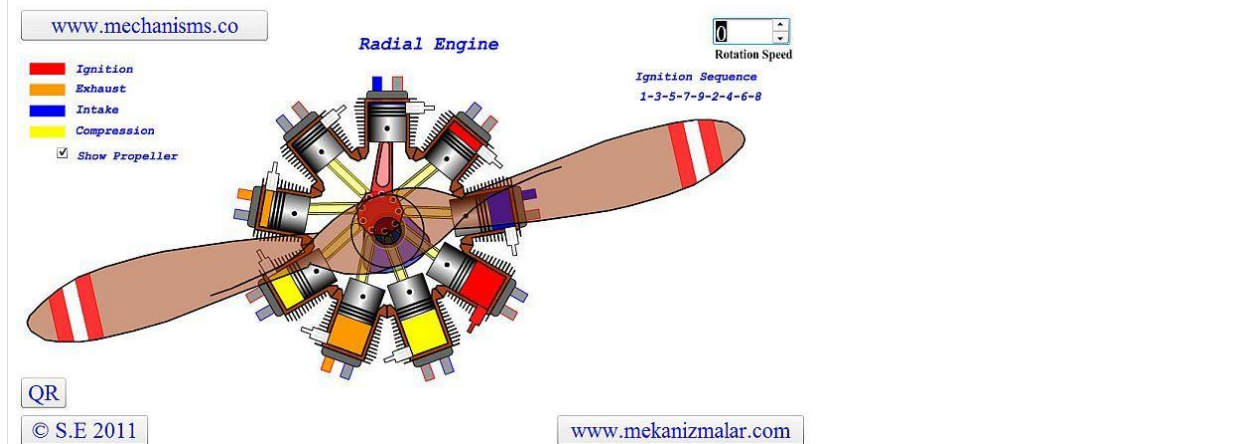 www.mechanisms.co
Radial Engine
0
Rotation Speed
Ignition
Exhaust
Intake
Compression
Show Propeller
Ignition Sequence
1-3-5-7-9-2-4-6-8
QR
© S.E 2011
www.mekanizmalar.com